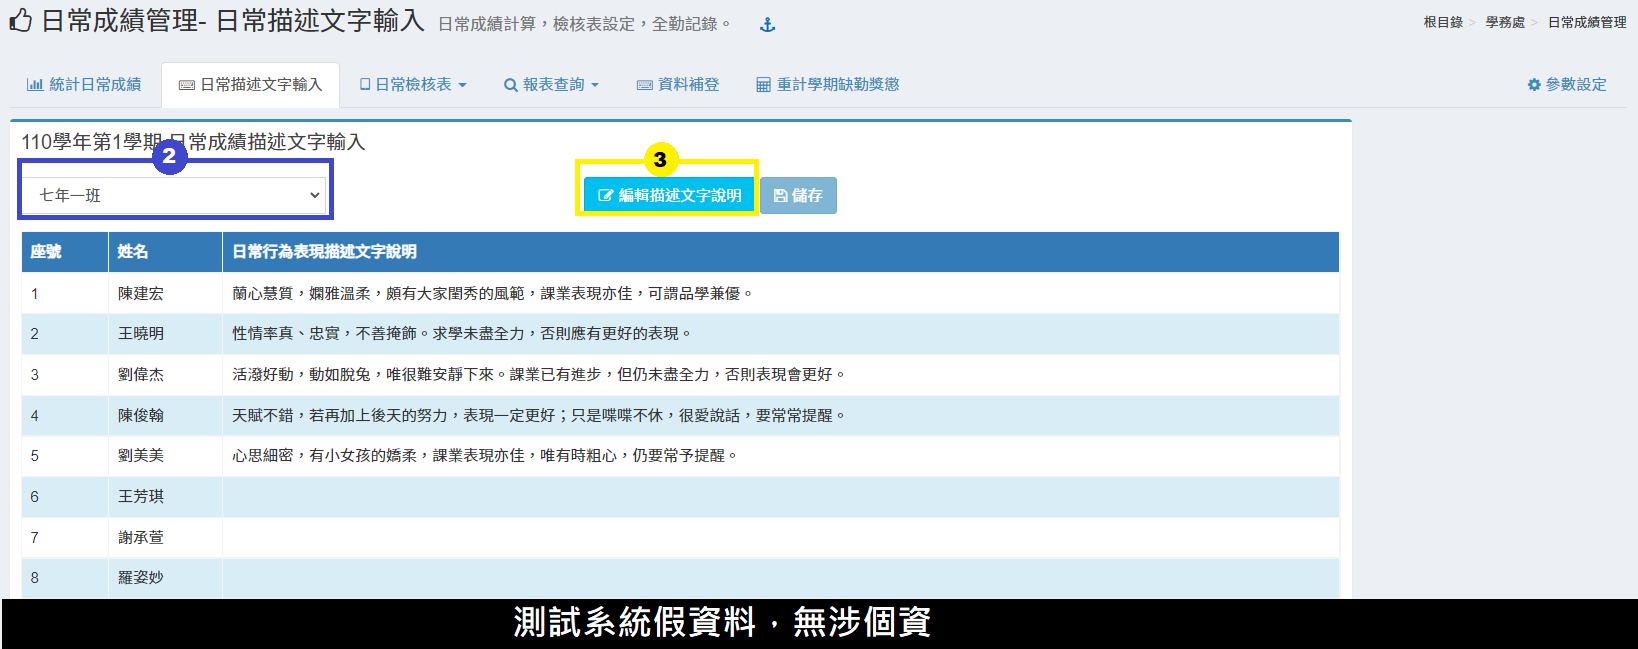 日常成績管理- 日常描述文字輸入 日常成績計算，檢核表設定，全勤記錄。
根目錄 > 學務處 > 日常成績管理
統計日常成績 日常描述文字輸入 日常檢核表 報表查詢 資料補登 重計學期缺勤獎懲 參數設定
110學年第1學期 日常成績描述文字輸入
2
3
七年一班 編輯描述文字說明 儲存
座號 姓名 日常行為表現描述文字說明
1 陳建宏 蘭心慧質，嫻雅溫柔，頗有大家閨秀的風範，課業表現亦佳，可謂品學兼優。
2 王曉明 性情率真、忠實，不善掩飾。求學未盡全力，否則應有更好的表現。
3 劉偉杰 活潑好動，動如脫兔，唯很難安靜下來。課業已有進步，但仍未盡全力，否則表現會更好。
4 陳俊翰 天賦不錯，若再加上後天的努力，表現一定更好；只是喋喋不休，很愛說話，要常常提醒。
5 劉美美 心思細密，有小女孩的嬌柔，課業表現亦佳，唯有時粗心，仍要常予提醒。
6 王芳琪
7 謝承萱
8 羅姿妙
測試系統假資料，無涉個資